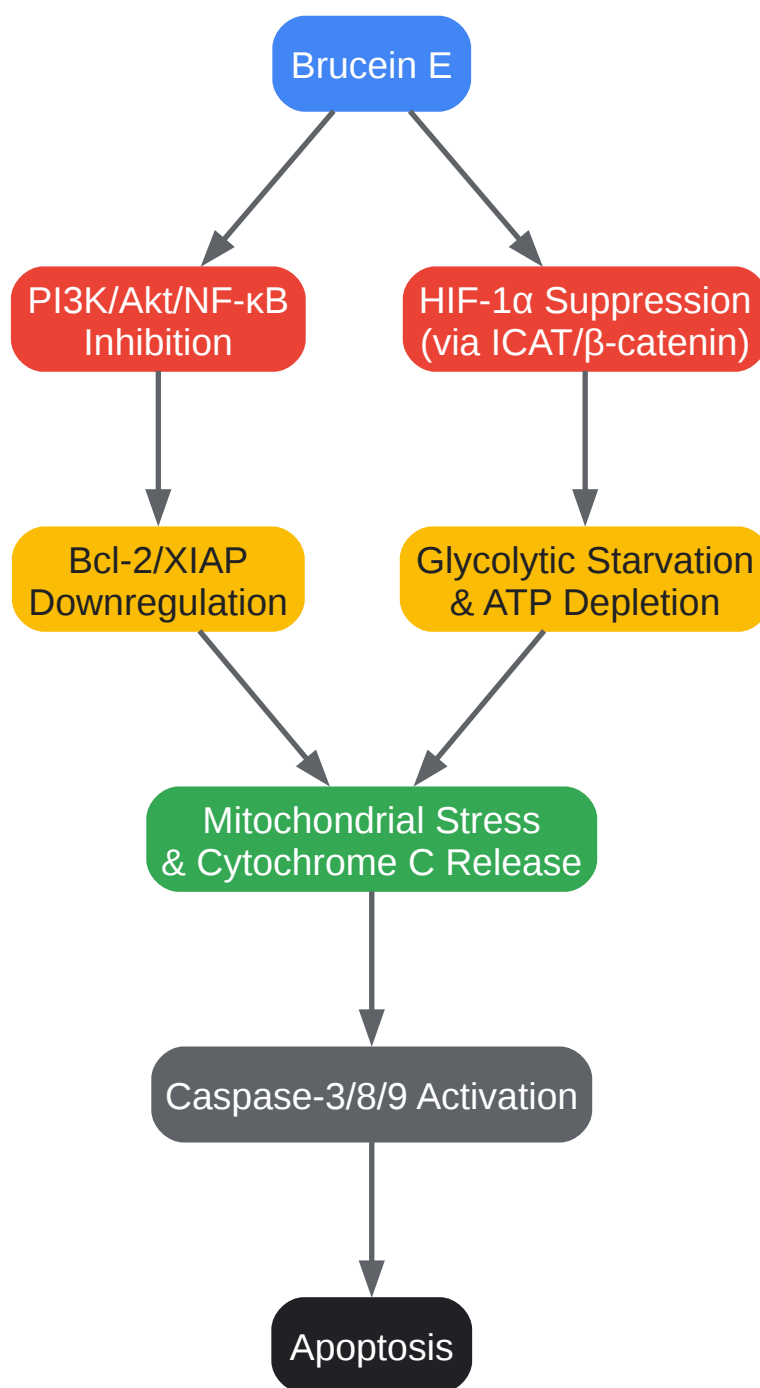 Brucein E
PI3K/Akt/NF-κB
Inhibition
HIF-1α Suppression
(via ICAT/β-catenin)
Bcl-2/XIAP
Downregulation
Glycolytic Starvation
& ATP Depletion
Mitochondrial Stress
& Cytochrome C Release
Caspase-3/8/9 Activation
Apoptosis